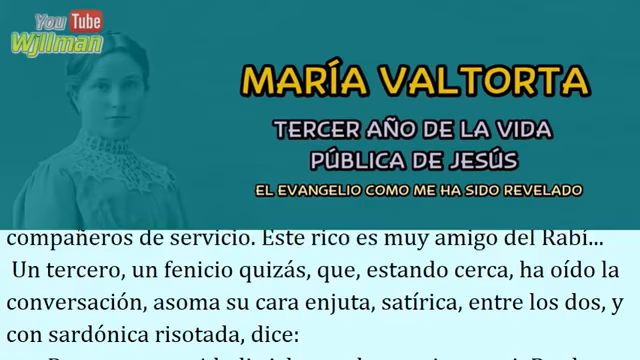 You Tube
Wjllman
MARÍA VALTORTA
TERCER AÑO DE LA VIDA
PÚBLICA DE JESÚS
EL EVANGELIO COMO ME HA SIDO REVELADO
compañeros de servicio. Este rico es muy amigo del Rabí...
Un tercero, un fenicio quizás, que, estando cerca, ha oído la
conversación, asoma su cara enjuta, satírica, entre los dos, y
con sardónica risotada, dice: